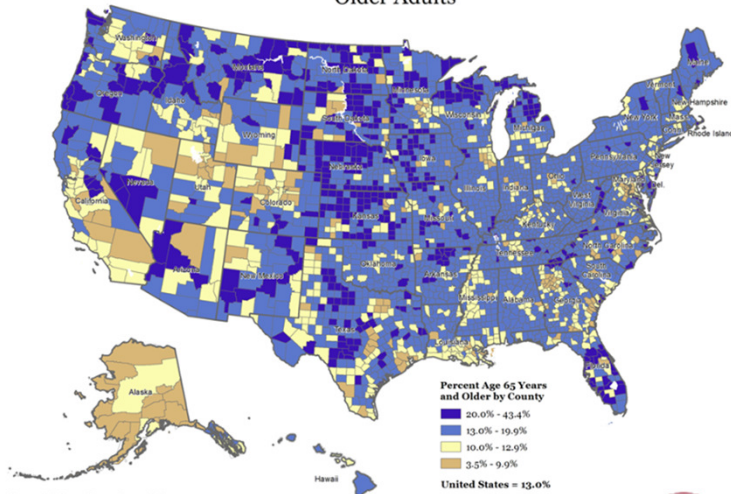 Older Adults
Washington
Montana
North Dakota
Minnesota
Maine
Oregon
Idaho
South Dakota
Wisconsin
Vermont
New Hampshire
Wyoming
Michigan
New York
Mass.
Rhode Island
Nebraska
Iowa
Pennsylvania
New Jersey
Nevada
Utah
Colorado
Illinois
Indiana
Ohio
West Virginia
Del.
California
Kansas
Missouri
Kentucky
Virginia
Arizona
New Mexico
Oklahoma
Arkansas
Tennessee
North Carolina
South Carolina
Texas
Mississippi
Alabama
Georgia
Louisiana
Florida
Alaska
Hawaii
Percent Age 65 Years
and Older by County
20.0% - 43.4%
13.0% - 19.9%
10.0% - 12.9%
3.5% - 9.9%
United States = 13.0%